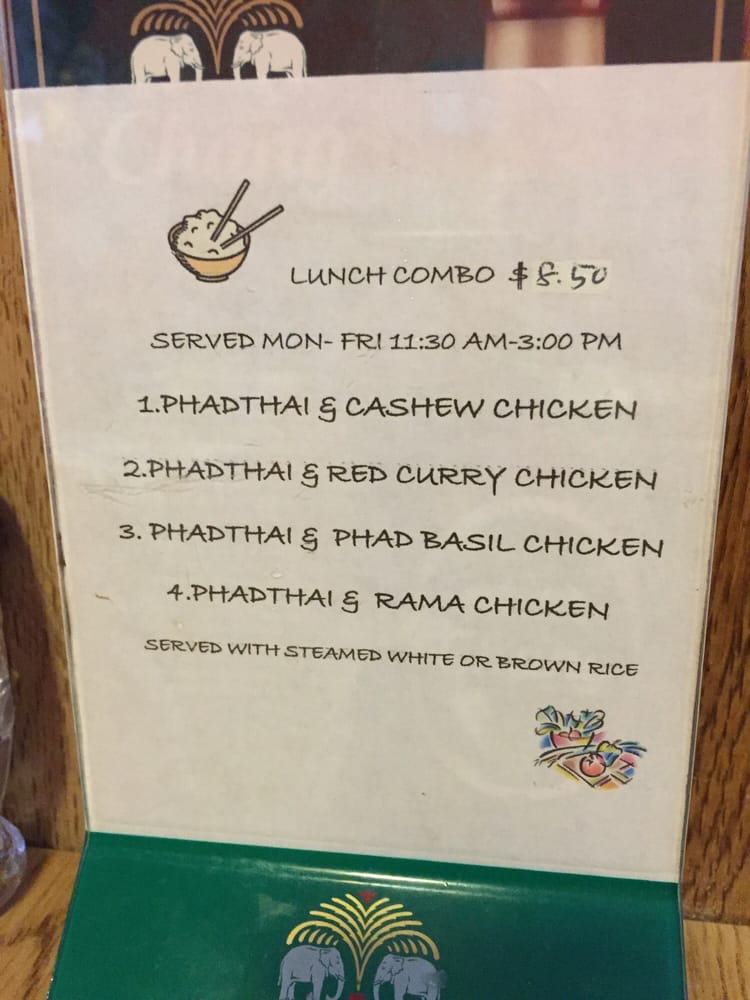 Chang
LUNCH COMBO $8.50
SERVED MON- FRI 11:30 AM-3:00 PM
1.PHADTHAI & CASHEW CHICKEN
2.PHADTHAI & RED CURRY CHICKEN
3. PHADTHAI & PHAD BASIL CHICKEN
4.PHADTHAI & RAMA CHICKEN
SERVED WITH STEAMED WHITE OR BROWN RICE